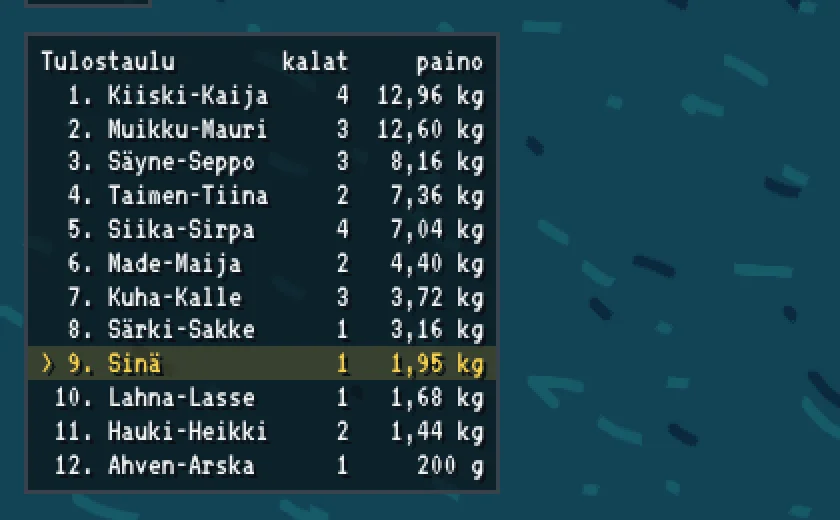 Tulostaulu kalat paino
1. Kiiski-Kaija 4 12,96 kg
2. Muikku-Mauri 3 12,60 kg
3. Säyne-Seppo 3 8,16 kg
4. Taimen-Tiina 2 7,36 kg
5. Siika-Sirpa 4 7,04 kg
6. Made-Maija 2 4,40 kg
7. Kuha-Kalle 3 3,72 kg
8. Särki-Sakke 1 3,16 kg
› 9. Sinä 1 1,95 kg
10. Lahna-Lasse 1 1,68 kg
11. Hauki-Heikki 2 1,44 kg
12. Ahven-Arska 1 200 g